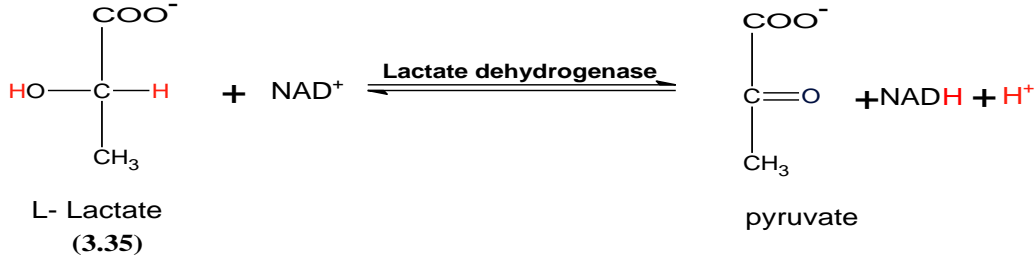 COO⁻
HO—C—H
CH₃
+ NAD⁺
Lactate dehydrogenase
COO⁻
C=O
CH₃
+NADH + H⁺
L- Lactate
(3.35)
pyruvate